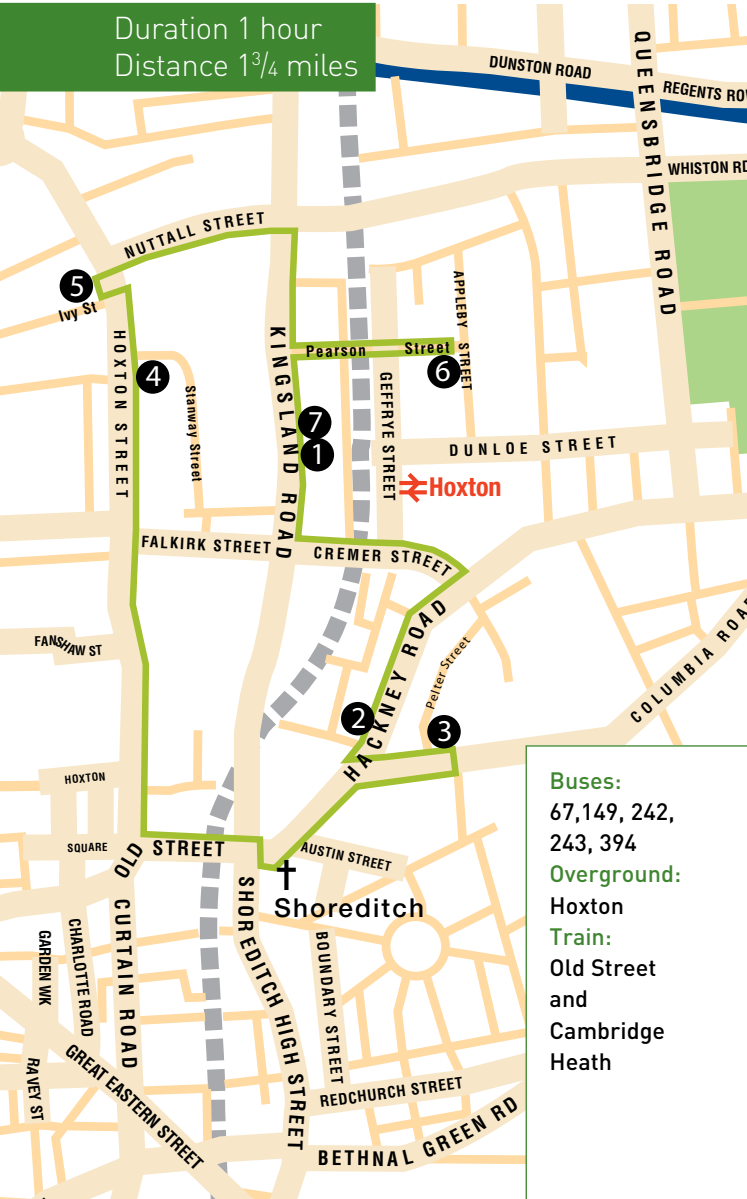 Duration 1 hour
Distance 1¾ miles
DUNSTON ROAD
REGENTS RO
QUEENSBRIDGE ROAD
WHISTON RD
NUTTALL STREET
5
Ivy St
HOXTON STREET
4
Stanway Street
KINGSLAND ROAD
Pearson Street
APPLEBY STREET
6
GEFFRYE STREET
7
1
DUNLOE STREET
Hoxton
FALKIRK STREET
CREMER STREET
FANSHAW ST
HACKNEY ROAD
Pelter Street
COLUMBIA ROA
2
3
HOXTON
SQUARE
OLD STREET
AUSTIN STREET
Shoreditch
SHOREDITCH HIGH STREET
BOUNDARY STREET
CURTAIN ROAD
CHARLOTTE ROAD
GARDEN WK
RAVEY ST
GREAT EASTERN STREET
REDCHURCH STREET
BETHNAL GREEN RD
Buses:
67,149, 242,
243, 394
Overground:
Hoxton
Train:
Old Street
and
Cambridge
Heath